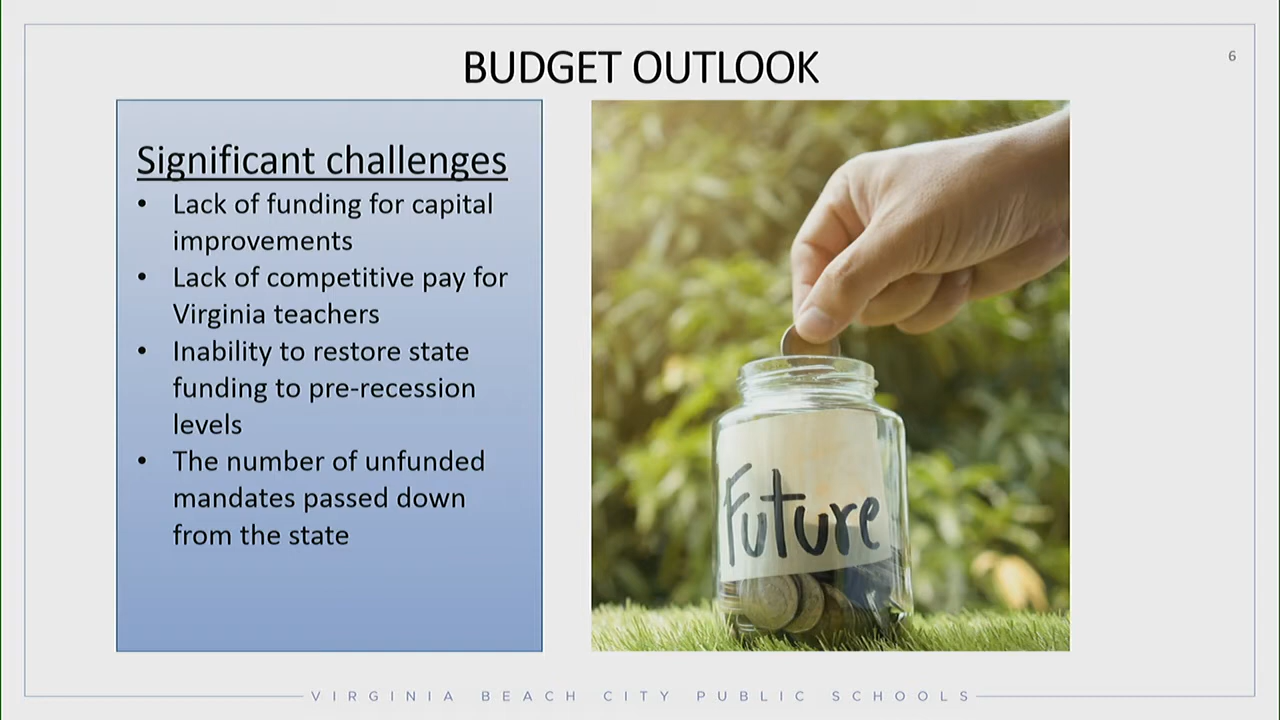 BUDGET OUTLOOK
6
Significant challenges
• Lack of funding for capital
improvements
• Lack of competitive pay for
Virginia teachers
• Inability to restore state
funding to pre-recession
levels
• The number of unfunded
mandates passed down
from the state
Future
VIRGINIA BEACH CITY PUBLIC SCHOOLS